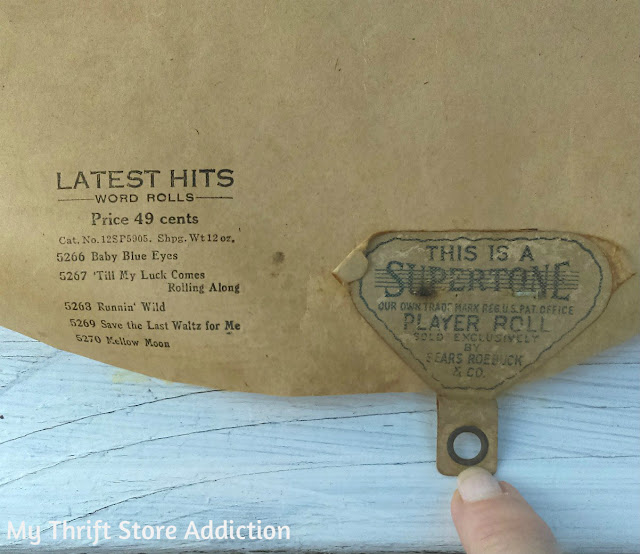 LATEST HITS
WORD ROLLS
Price 49 cents
Cat. No. 12SP5905. Shpg. Wt 12 oz.
5266 Baby Blue Eyes
5267 'Till My Luck Comes
Rolling Along
5268 Runnin' Wild
5269 Save the Last Waltz for Me
5270 Mellow Moon
THIS IS A
SUPERTONE
OUR OWN TRADE MARK REG. U.S. PAT. OFFICE
PLAYER ROLL
SOLD EXCLUSIVELY
BY
SEARS ROEBUCK
& CO.
My Thrift Store Addiction